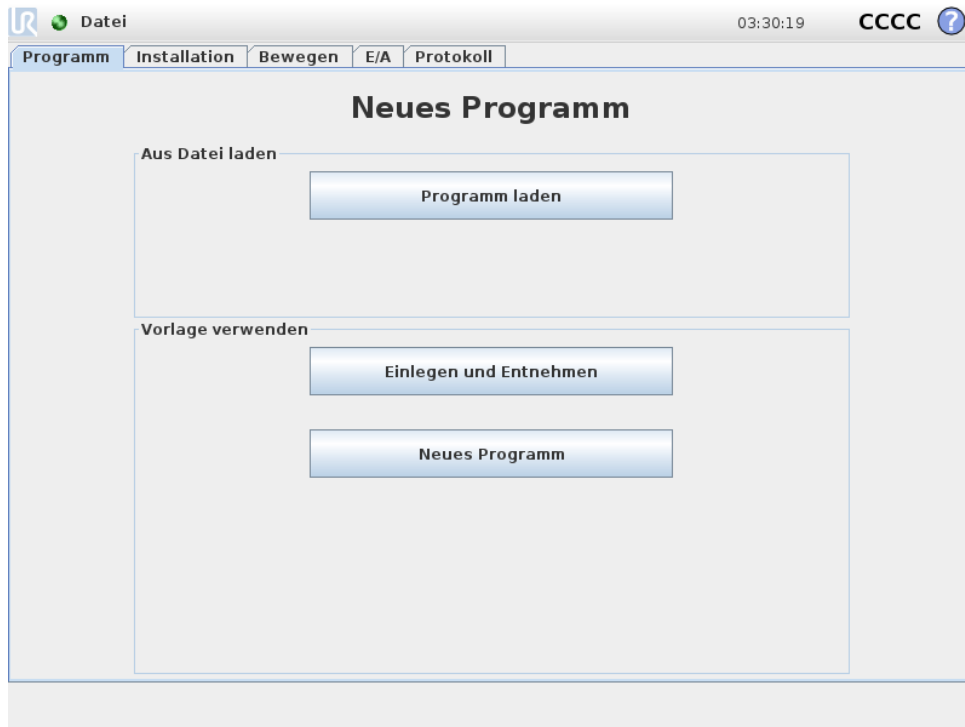 UR Datei 03:30:19 CCCC ?
Programm Installation Bewegen E/A Protokoll
Neues Programm
Aus Datei laden
Programm laden
Vorlage verwenden
Einlegen und Entnehmen
Neues Programm